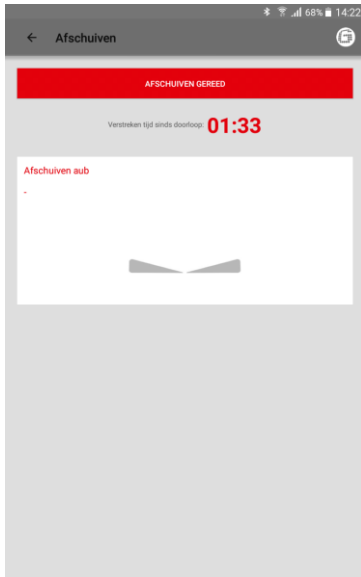 68% 14:22
Afschuiven
AFSCHUIVEN GEREED
Verstreken tijd sinds doorloop: 01:33
Afschuiven aub
-